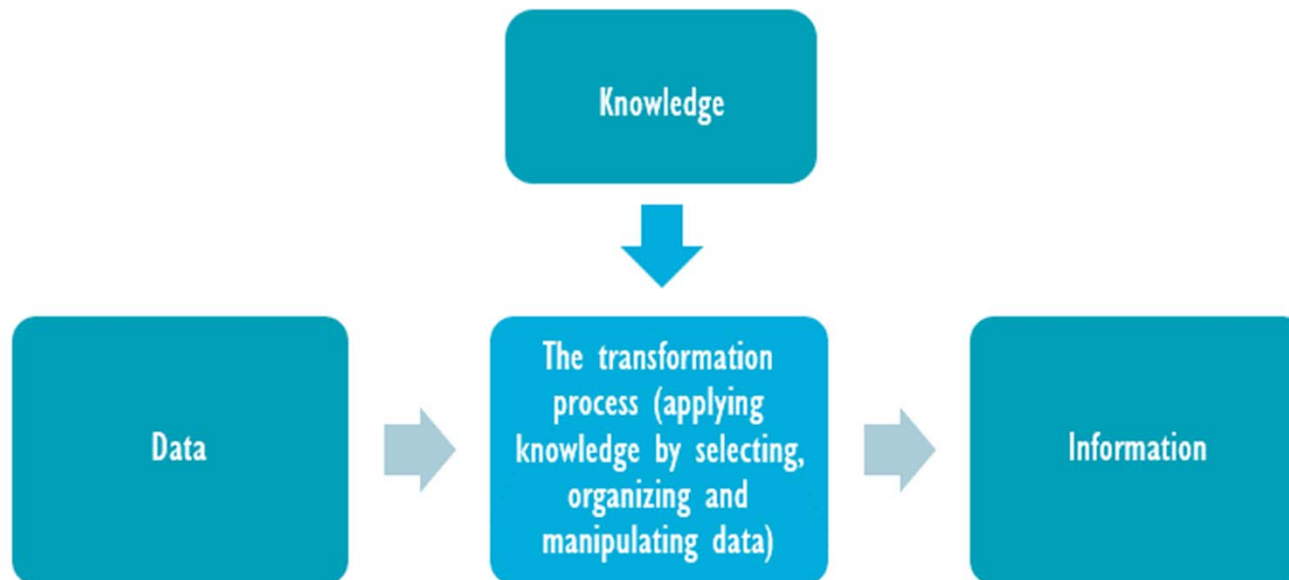 Knowledge
Data
The transformation
process (applying
knowledge by selecting,
organizing and
manipulating data)
Information